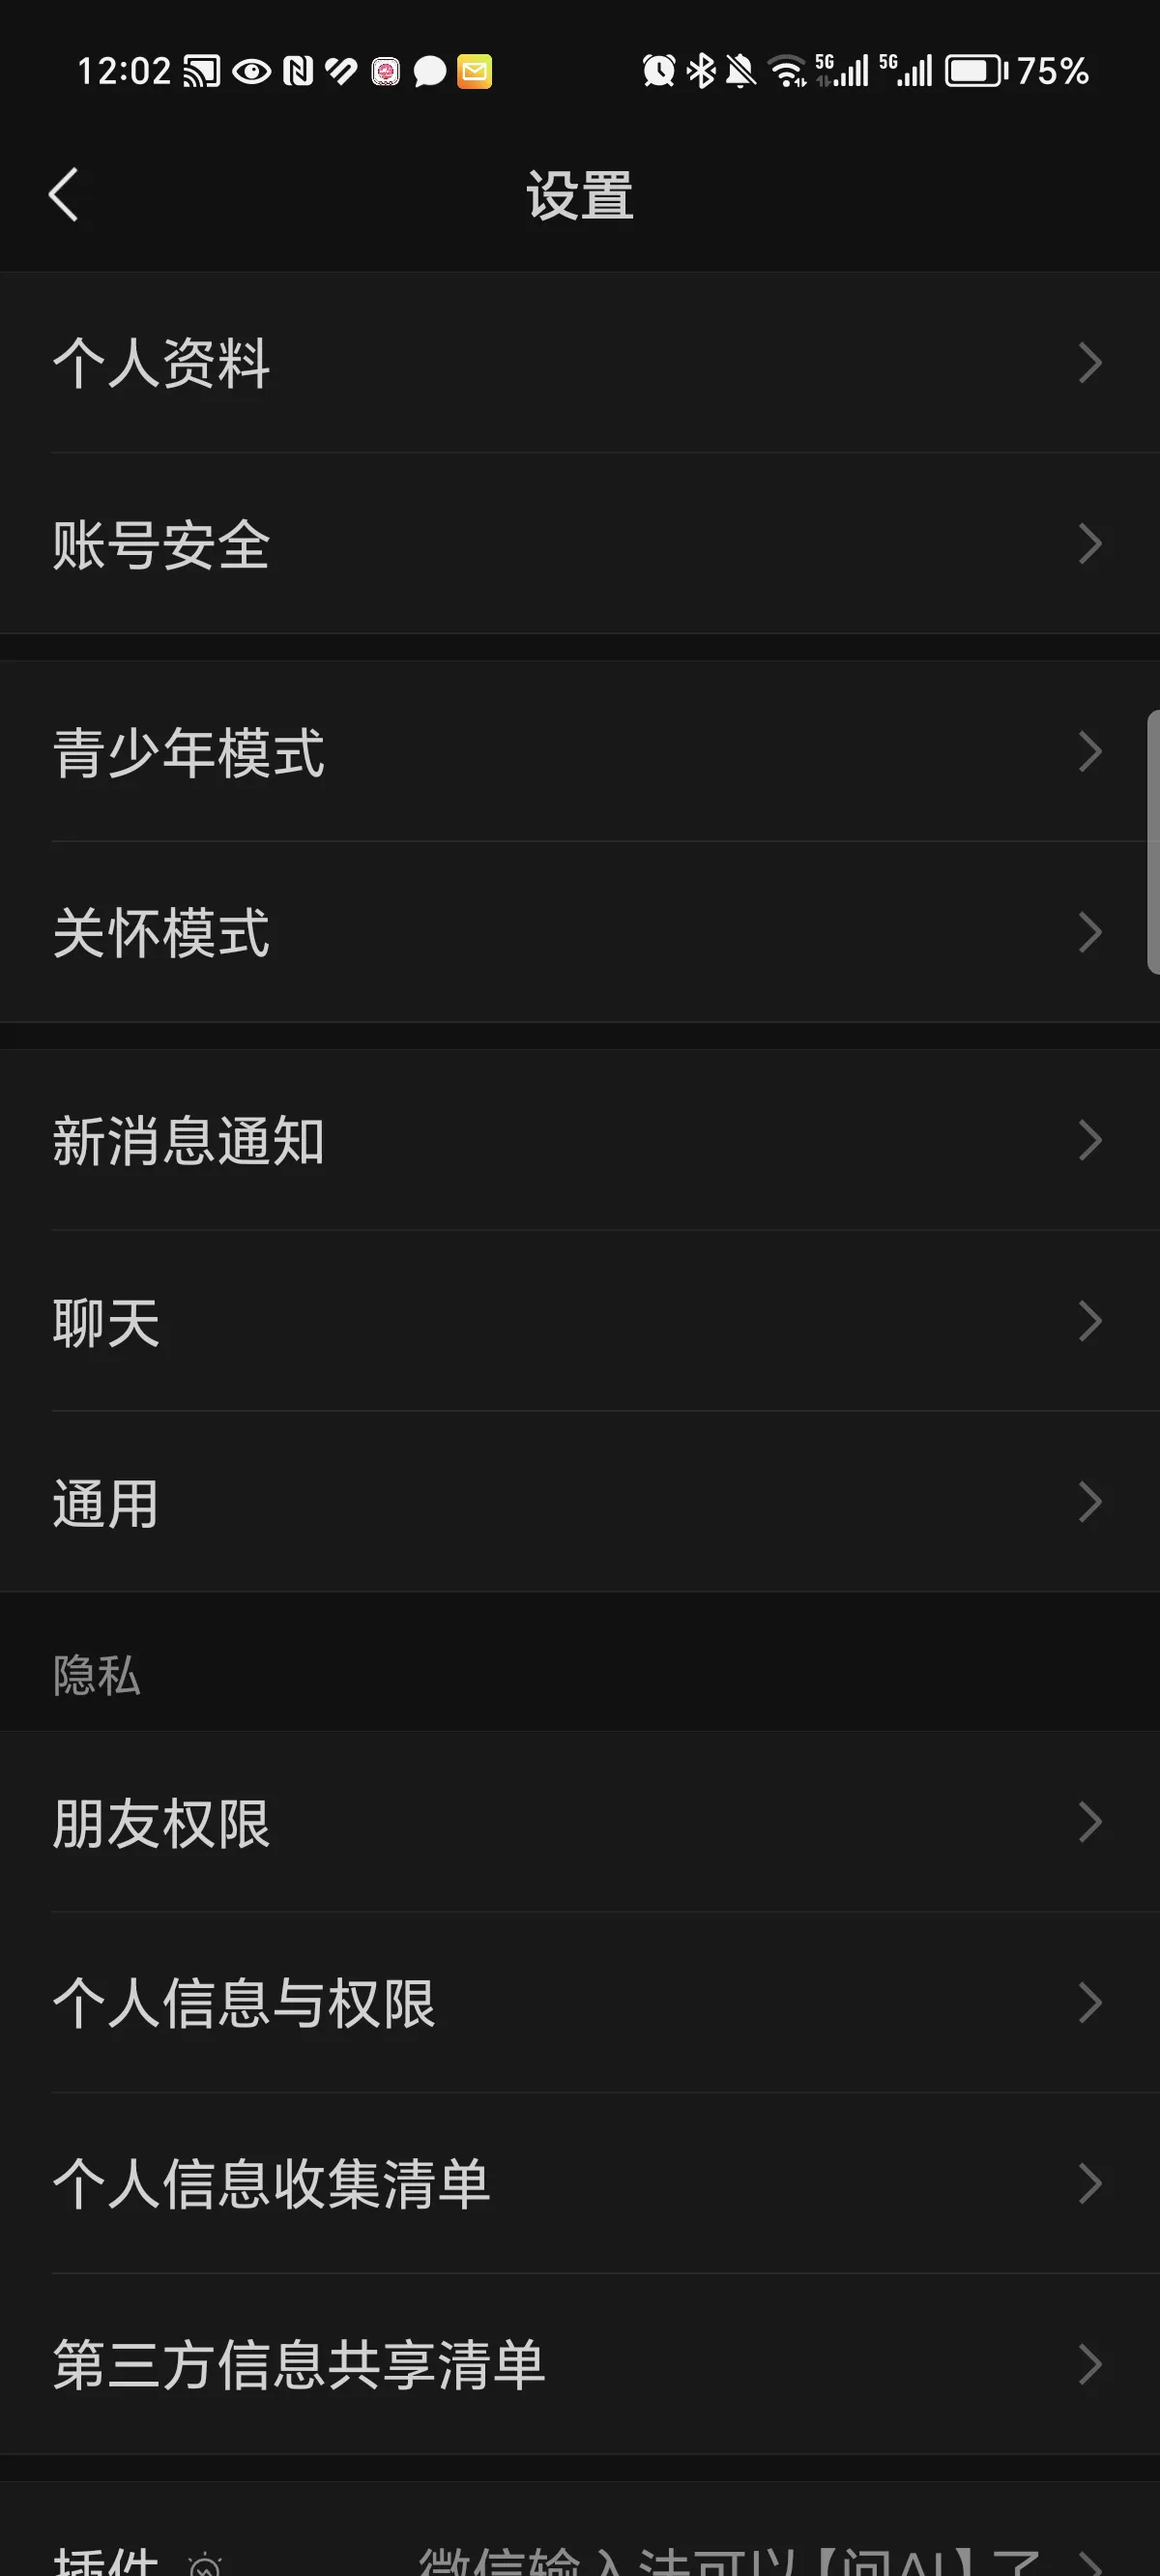 12:02 5G 5G 75%
设置
个人资料
账号安全
青少年模式
关怀模式
新消息通知
聊天
通用
隐私
朋友权限
个人信息与权限
个人信息收集清单
第三方信息共享清单
插件 微信输入法可以【问AI】了